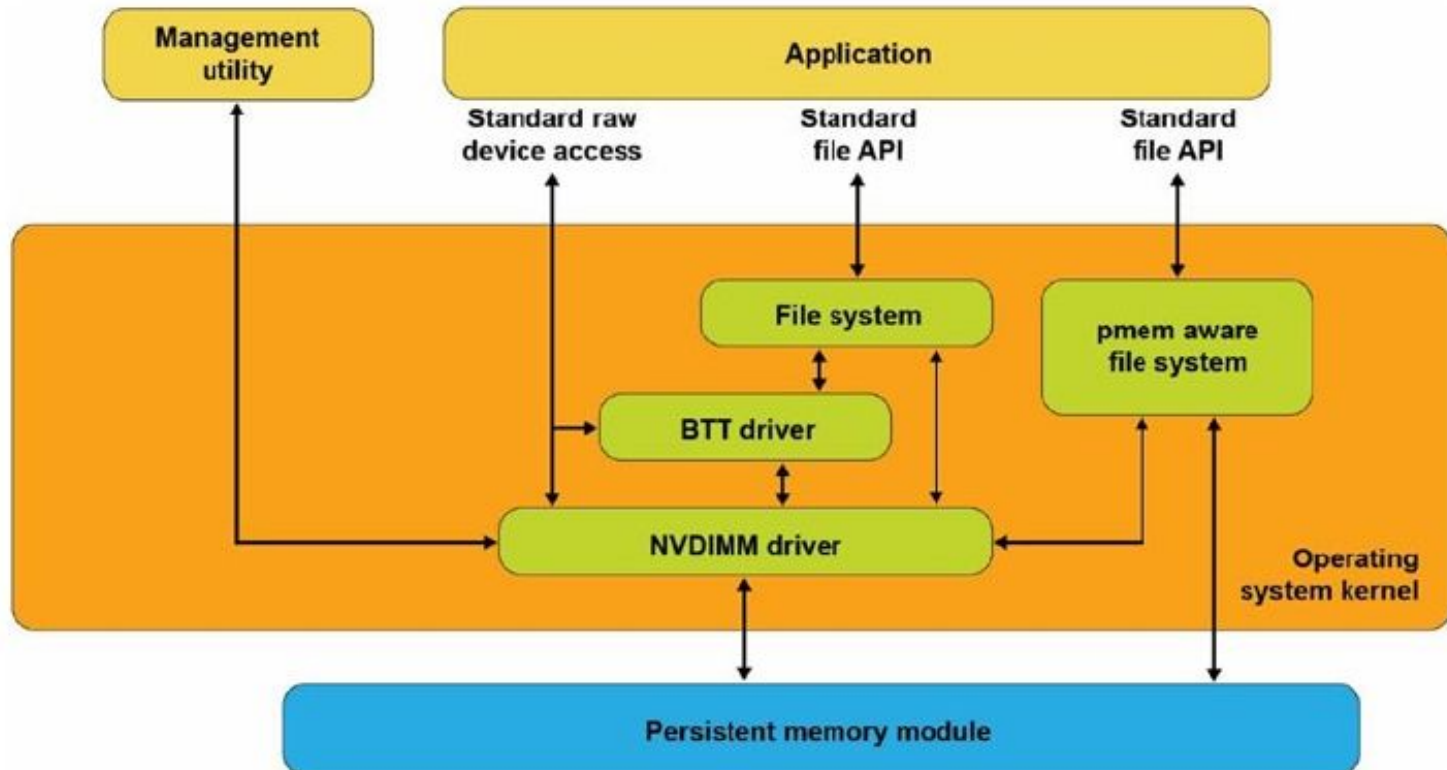 Management
utility
Application
Standard raw
device access
Standard
file API
Standard
file API
File system
pmem aware
file system
BTT driver
NVDIMM driver
Operating
system kernel
Persistent memory module